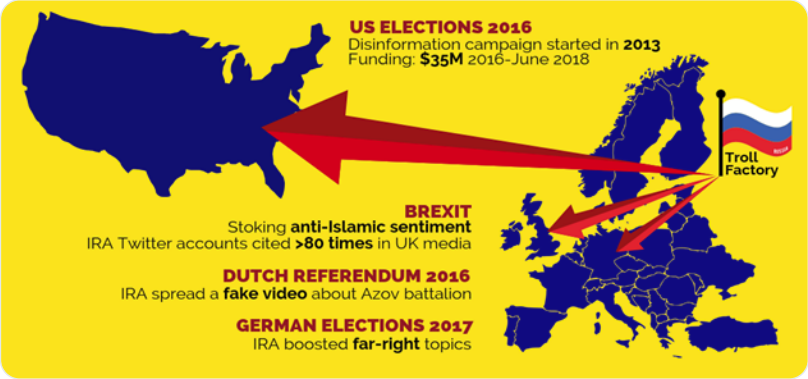 US ELECTIONS 2016
Disinformation campaign started in 2013
Funding: $35M 2016-June 2018
Troll
Factory
BREXIT
Stoking anti-Islamic sentiment
IRA Twitter accounts cited >80 times in UK media
DUTCH REFERENDUM 2016
IRA spread a fake video about Azov battalion
GERMAN ELECTIONS 2017
IRA boosted far-right topics